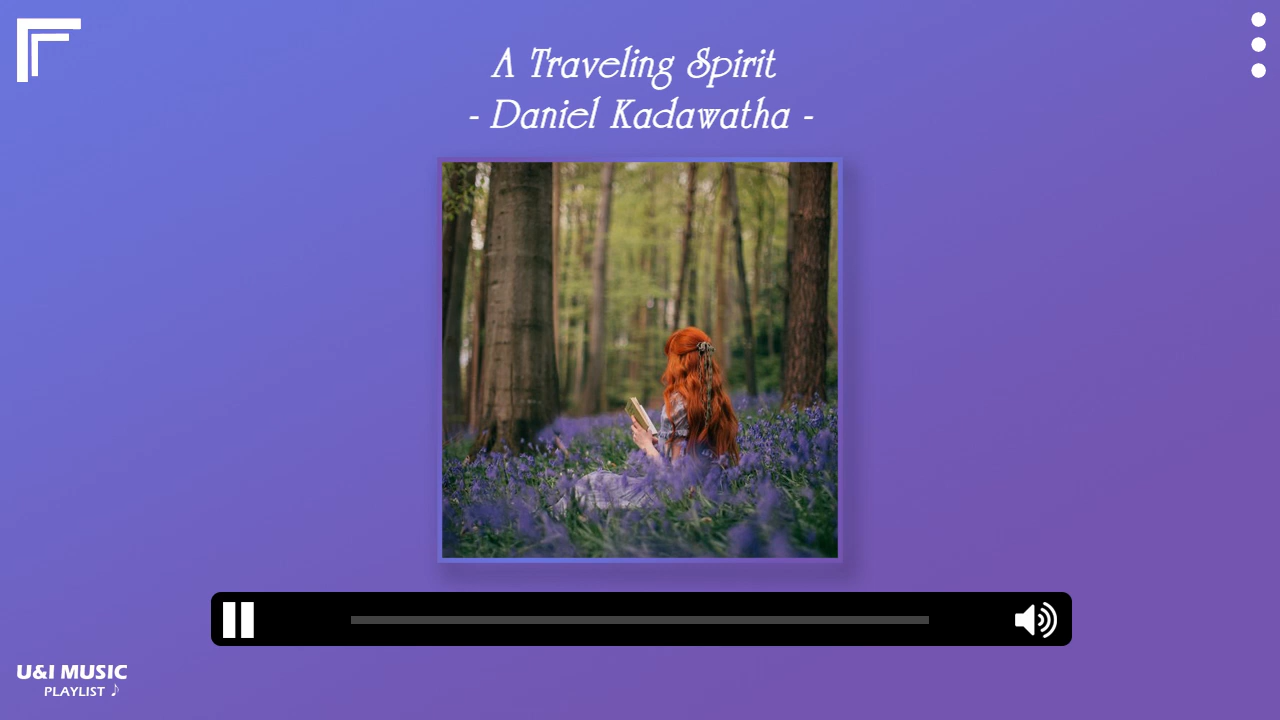 A Traveling Spirit
- Daniel Kadawatha -
U&I MUSIC
PLAYLIST ♪